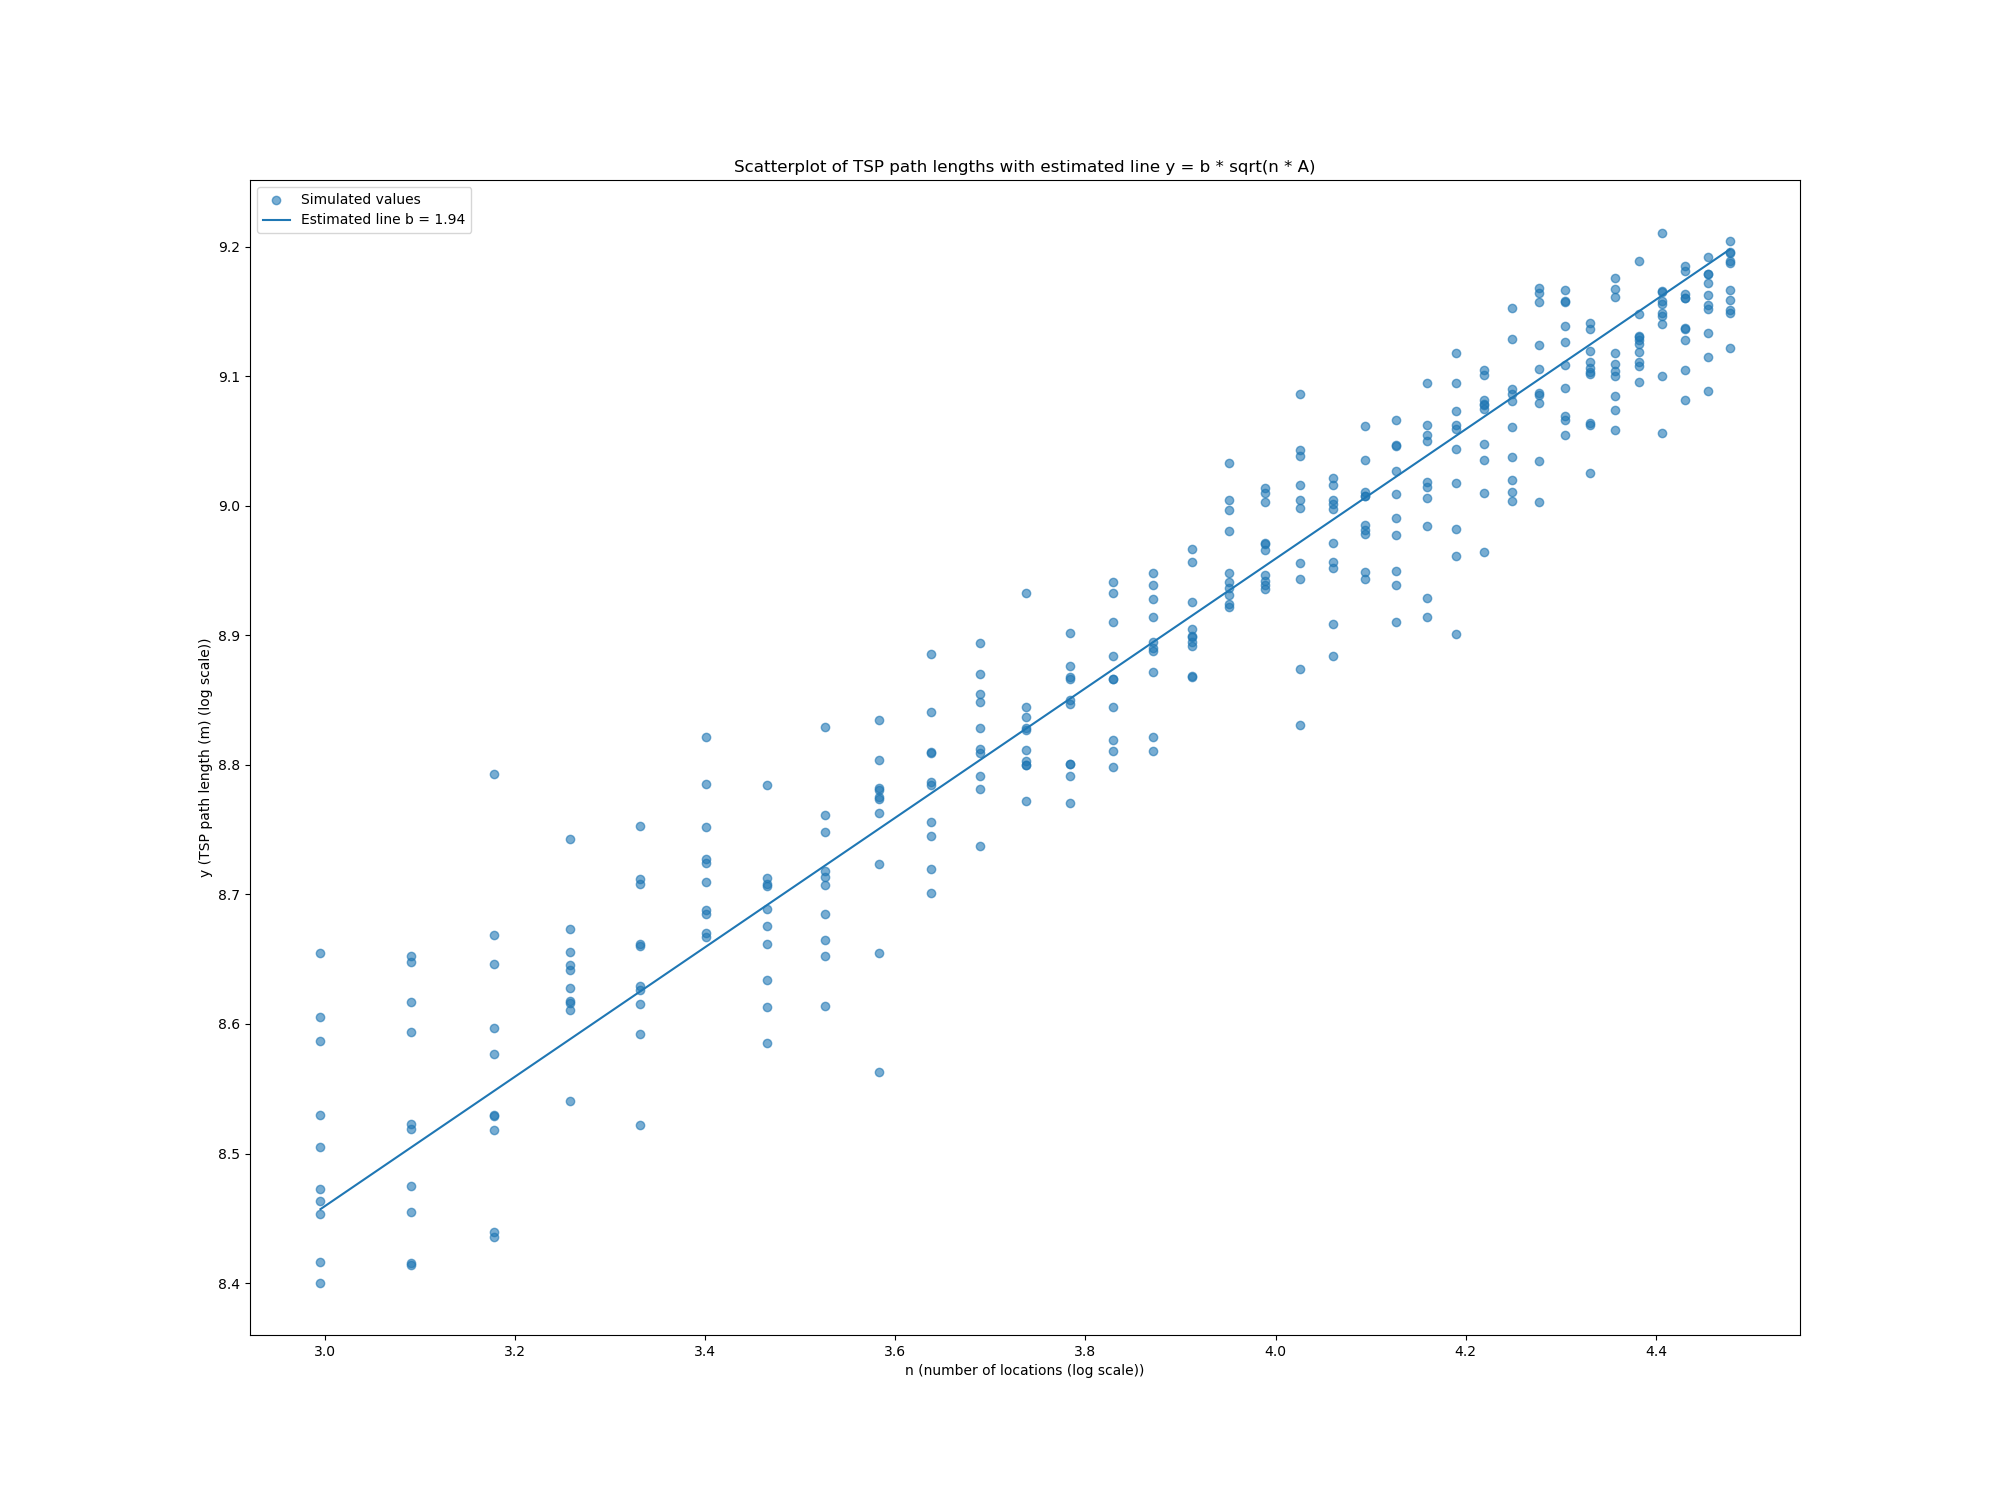 Scatterplot of TSP path lengths with estimated line y = b * sqrt(n * A)
Simulated values
Estimated line b = 1.94
y (TSP path length (m) (log scale))
9.2
9.1
9.0
8.9
8.8
8.7
8.6
8.5
8.4
3.0 3.2 3.4 3.6 3.8 4.0 4.2 4.4
n (number of locations (log scale))